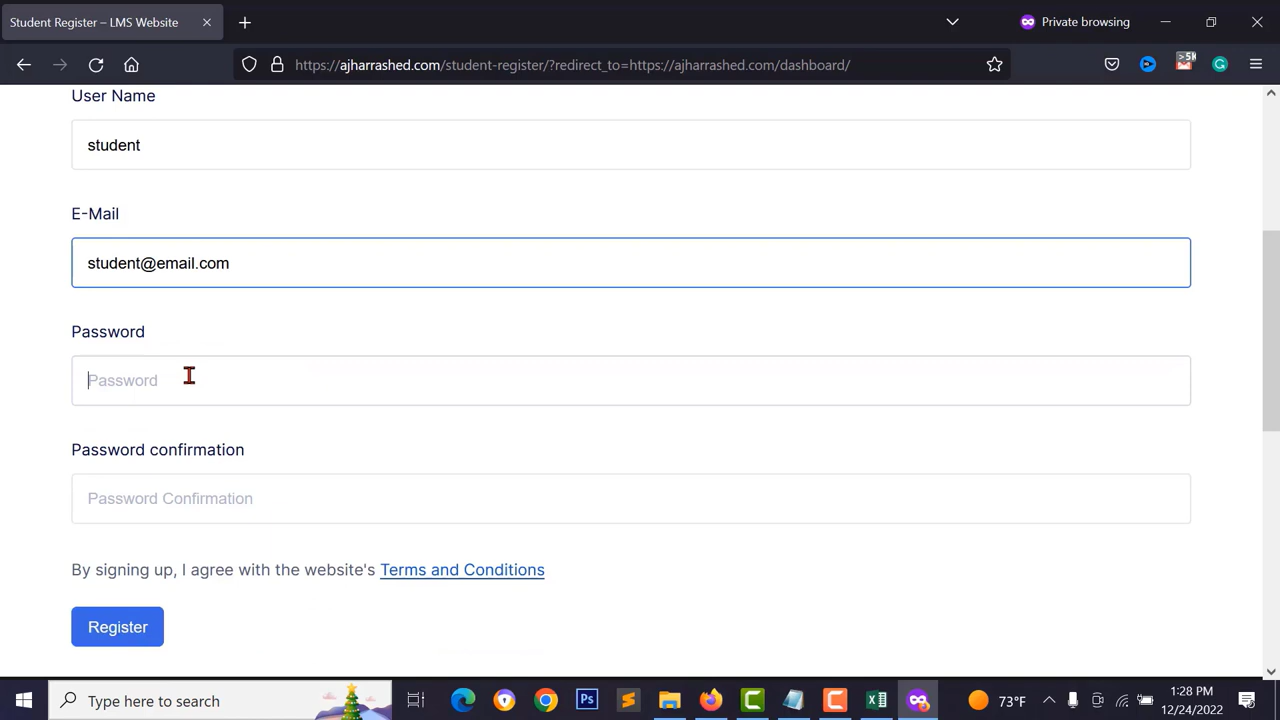 Student Register – LMS Website
Private browsing
https://ajharrashed.com/student-register/?redirect_to=https://ajharrashed.com/dashboard/
>5K
User Name
student
E-Mail
student@email.com
Password
Password
Password confirmation
Password Confirmation
By signing up, I agree with the website's Terms and Conditions
Register
Type here to search
Ps
73°F
1:28 PM
12/24/2022